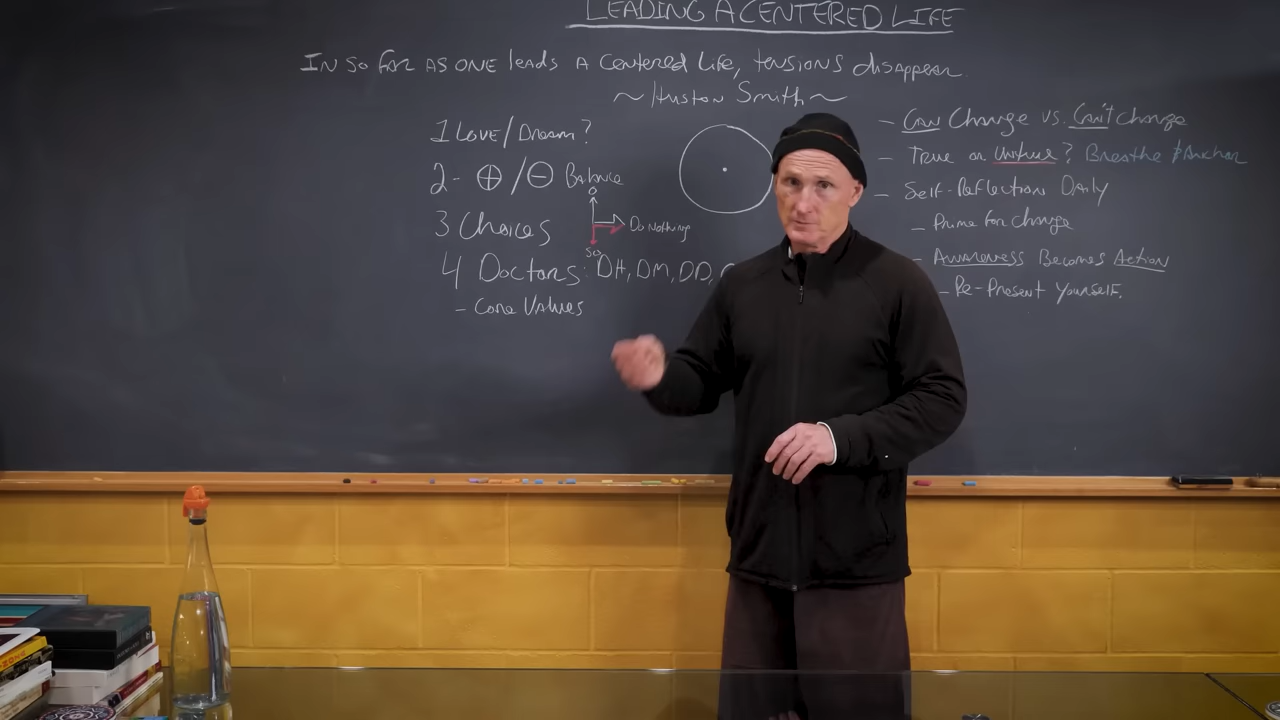 LEADING A CENTERED LIFE
IN SO FAR AS ONE leads A Centered Life, tensions disappear
~ Huston Smith ~
1 Love/Dream?
2- ⊕/⊖ Balance
3 Choices
Do Nothing
4 Doctors: DH, DM, DD,
- Core Values
- Can Change vs. Can't change
- True or Untrue? Breathe & Anchor
- Self-Reflection Daily
- Prime for Change
- Awareness Becomes Action
- Re-Present Yourself.